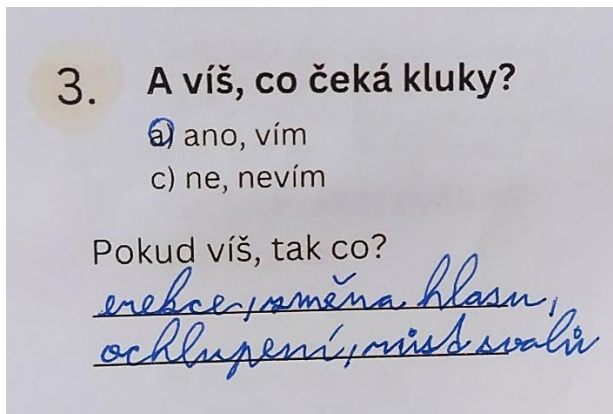 3. A víš, co čeká kluky?
a) ano, vím
c) ne, nevím
Pokud víš, tak co?
erekce, změna hlasu,
ochlupení, růst svalů